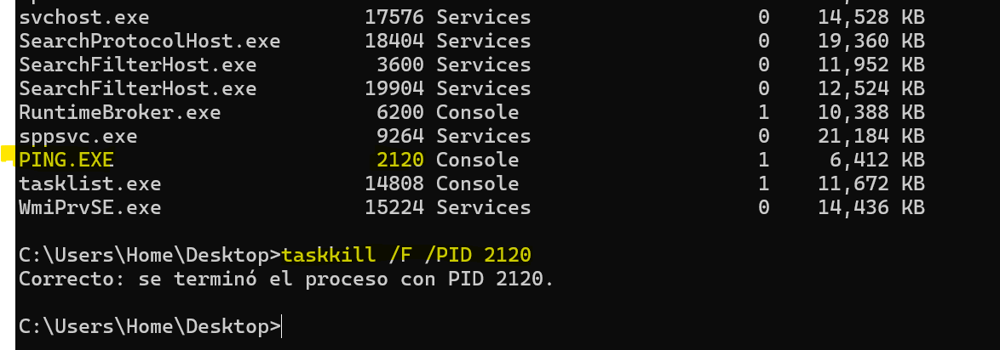 svchost.exe 17576 Services 0 14,528 KB
SearchProtocolHost.exe 18404 Services 0 19,360 KB
SearchFilterHost.exe 3600 Services 0 11,952 KB
SearchFilterHost.exe 19904 Services 0 12,524 KB
RuntimeBroker.exe 6200 Console 1 10,388 KB
sppsvc.exe 9264 Services 0 21,184 KB
PING.EXE 2120 Console 1 6,412 KB
tasklist.exe 14808 Console 1 11,672 KB
WmiPrvSE.exe 15224 Services 0 14,436 KB
C:\Users\Home\Desktop>taskkill /F /PID 2120
Correcto: se terminó el proceso con PID 2120.
C:\Users\Home\Desktop>